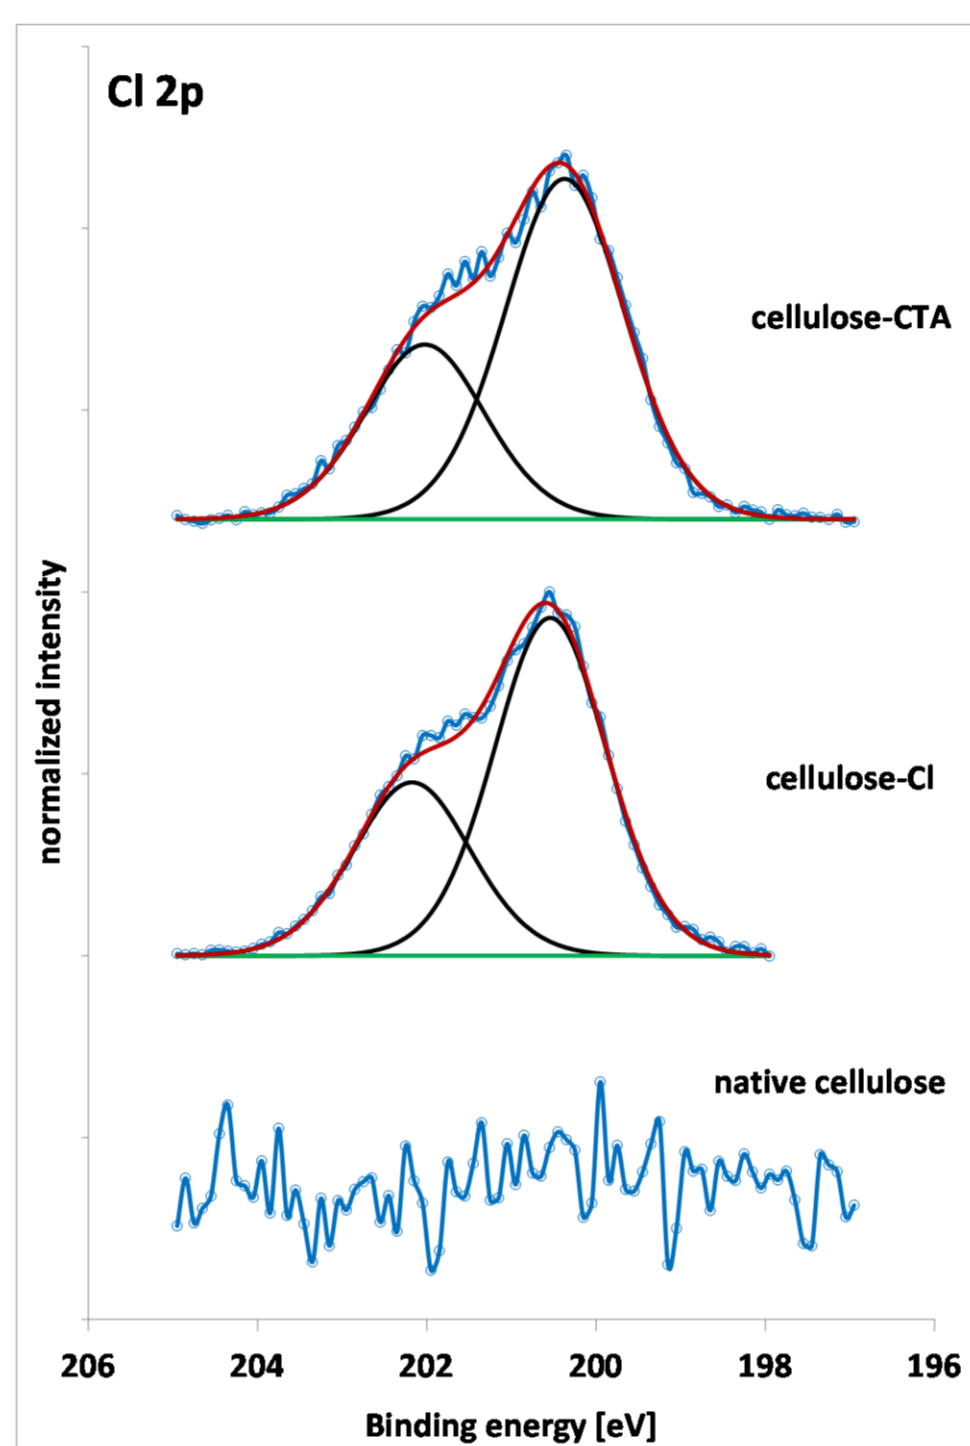 Cl 2p
cellulose-CTA
cellulose-Cl
native cellulose
normalized intensity
206 204 202 200 198 196
Binding energy [eV]